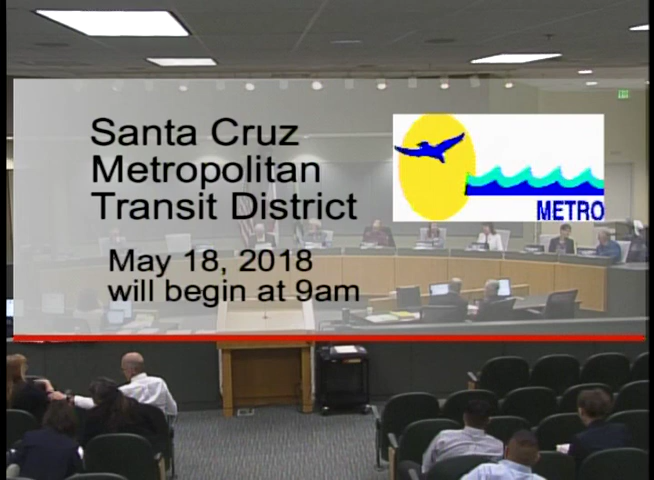 Santa Cruz
Metropolitan
Transit District
METRO
May 18, 2018
will begin at 9am